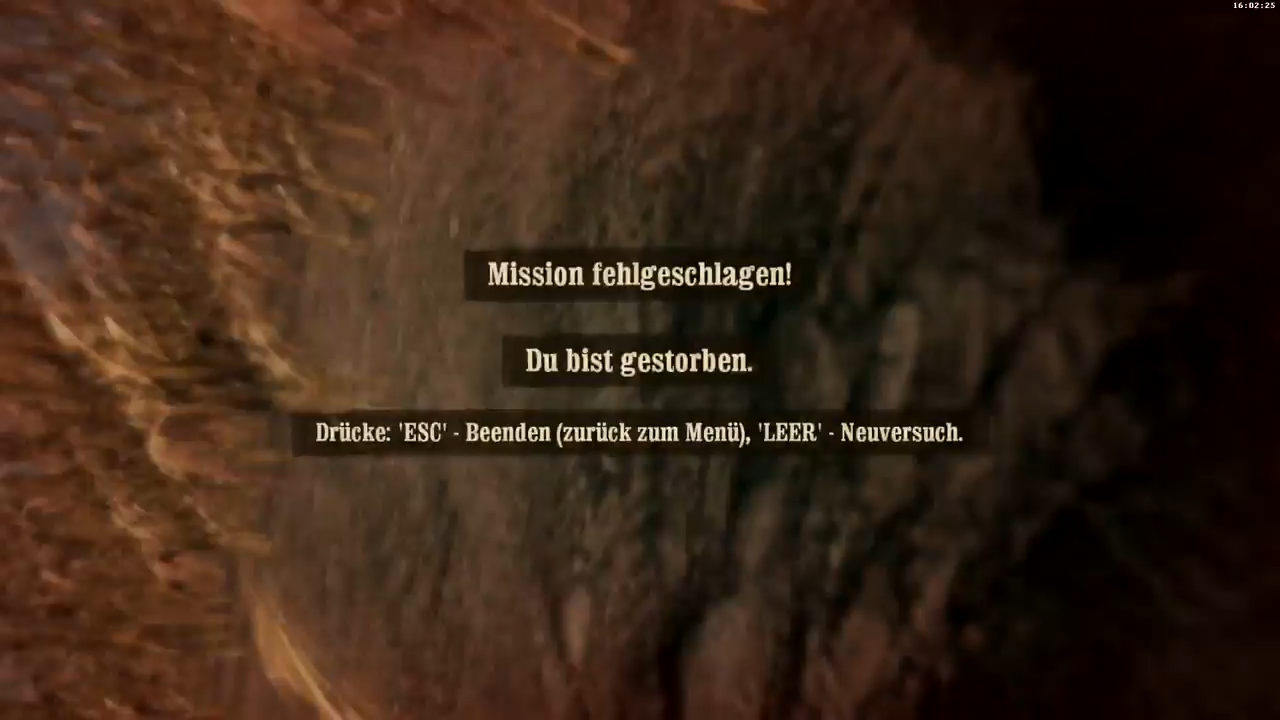 16:02:25
Mission fehlgeschlagen!
Du bist gestorben.
Drücke: 'ESC' - Beenden (zurück zum Menü), 'LEER' - Neuversuch.